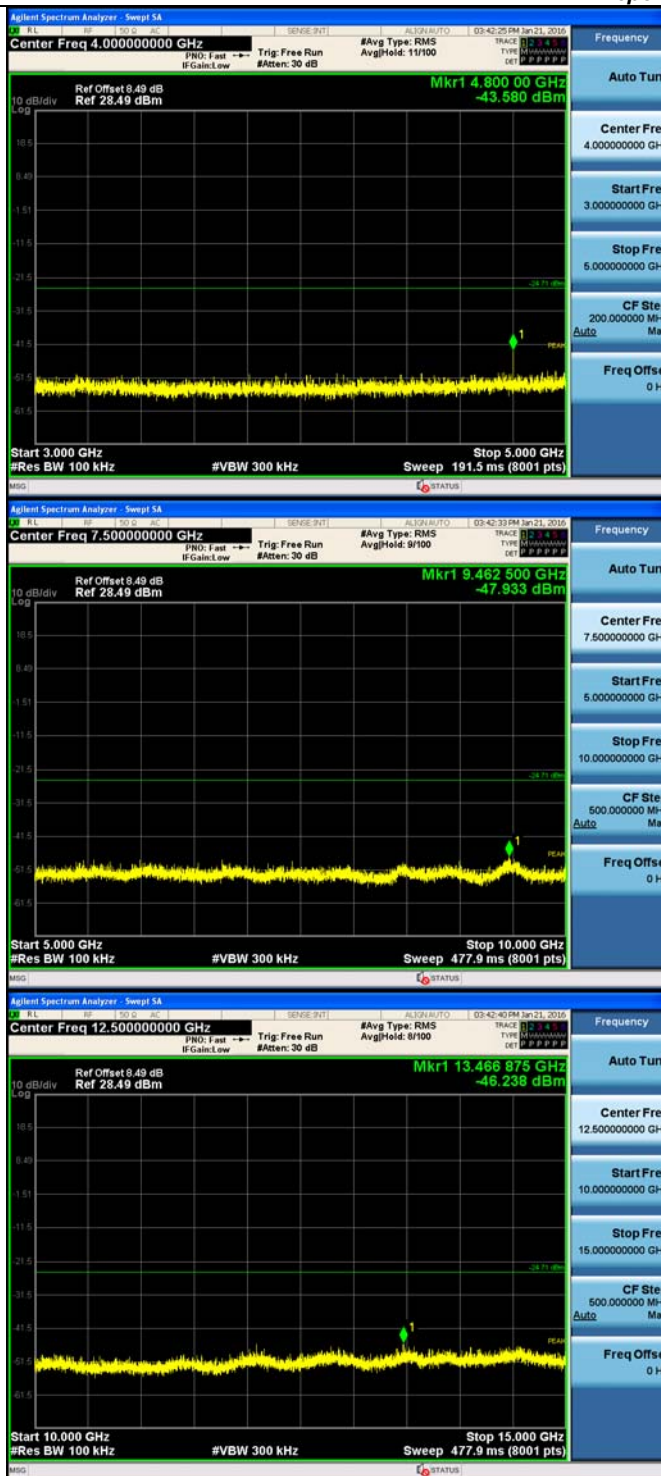 Agilent Spectrum Analyzer - Swept SA
RL RF 50 Ω AC SENSE:INT ALIGN AUTO 03:42:25 PM Jan 21, 2016
Center Freq 4.000000000 GHz #Avg Type: RMS TRACE 1 2 3 4 5 6 Frequency
PNO: Fast Trig: Free Run Avg|Hold: 11/100 TYPE
IFGain:Low #Atten: 30 dB DET P P P P P P
Auto Tun
Mkr1 4.800 00 GHz
Ref Offset 8.49 dB
10 dB/div Ref 28.49 dBm -43.580 dBm
Log
Center Fre
4.000000000 GH
18.5
8.49
Start Fre
3.000000000 GH
-1.51
-11.5
Stop Fre
5.000000000 GH
-21.5
-24.71 dBm
-31.5
CF Ste
200.000000 MH
Auto Ma
1
-41.5
PEAK
-51.5
Freq Offse
0 H
-61.5
Start 3.000 GHz Stop 5.000 GHz
#Res BW 100 kHz #VBW 300 kHz Sweep 191.5 ms (8001 pts)
MSG STATUS
Agilent Spectrum Analyzer - Swept SA
RL RF 50 Ω AC SENSE:INT ALIGN AUTO 03:42:33 PM Jan 21, 2016
Center Freq 7.500000000 GHz #Avg Type: RMS TRACE 1 2 3 4 5 6 Frequency
PNO: Fast Trig: Free Run Avg|Hold: 9/100 TYPE
IFGain:Low #Atten: 30 dB DET P P P P P P
Auto Tun
Mkr1 9.462 500 GHz
Ref Offset 8.49 dB
10 dB/div Ref 28.49 dBm -47.933 dBm
Log
Center Fre
7.500000000 GH
18.5
8.49
Start Fre
5.000000000 GH
-1.51
-11.5
Stop Fre
10.000000000 GH
-21.5
-24.71 dBm
-31.5
CF Ste
500.000000 MH
Auto Ma
-41.5
1
PEAK
-51.5
Freq Offse
0 H
-61.5
Start 5.000 GHz Stop 10.000 GHz
#Res BW 100 kHz #VBW 300 kHz Sweep 477.9 ms (8001 pts)
MSG STATUS
Agilent Spectrum Analyzer - Swept SA
RL RF 50 Ω AC SENSE:INT ALIGN AUTO 03:42:40 PM Jan 21, 2016
Center Freq 12.500000000 GHz #Avg Type: RMS TRACE 1 2 3 4 5 6 Frequency
PNO: Fast Trig: Free Run Avg|Hold: 8/100 TYPE
IFGain:Low #Atten: 30 dB DET P P P P P P
Auto Tun
Mkr1 13.466 875 GHz
Ref Offset 8.49 dB
10 dB/div Ref 28.49 dBm -46.238 dBm
Log
Center Fre
12.500000000 GH
18.5
8.49
Start Fre
10.000000000 GH
-1.51
-11.5
Stop Fre
15.000000000 GH
-21.5
-24.71 dBm
-31.5
CF Ste
500.000000 MH
Auto Ma
-41.5
1
PEAK
-51.5
Freq Offse
0 H
-61.5
Start 10.000 GHz Stop 15.000 GHz
#Res BW 100 kHz #VBW 300 kHz Sweep 477.9 ms (8001 pts)
MSG STATUS